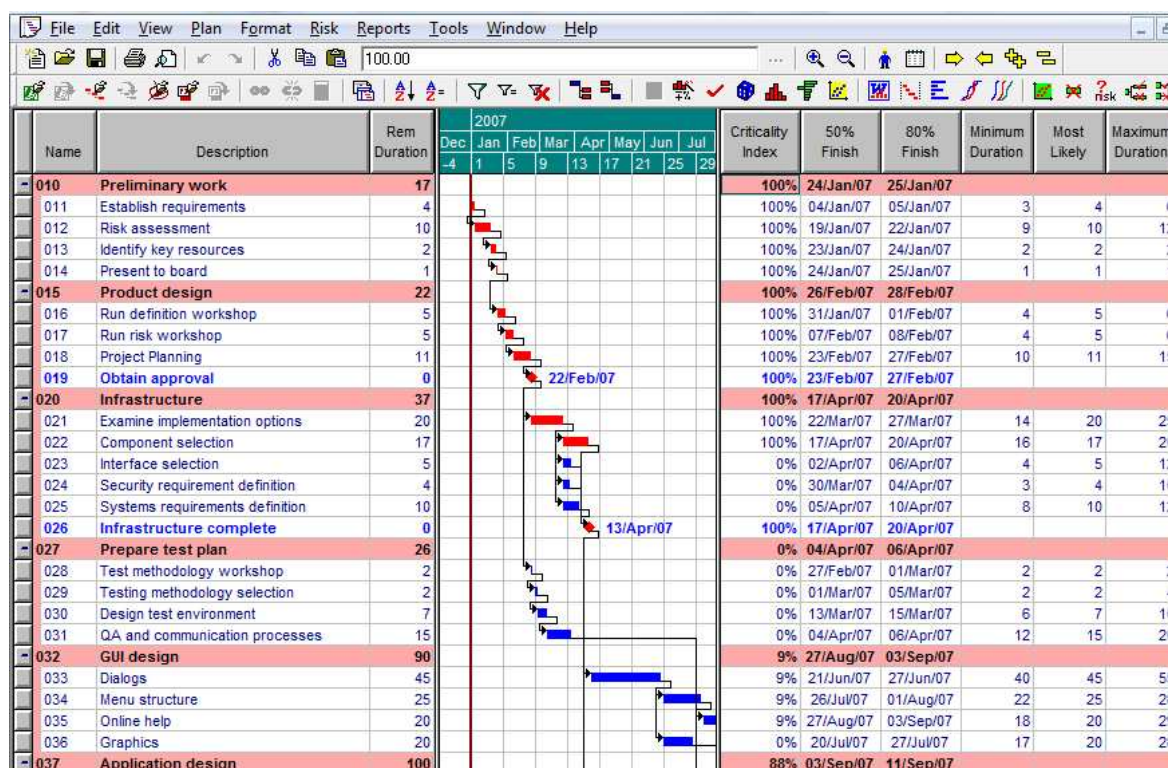 File Edit View Plan Format Risk Reports Tools Window Help
100.00
Name Description Rem Duration 2007 Dec Jan Feb Mar Apr May Jun Jul -4 1 5 9 13 17 21 25 29 Criticality Index 50% Finish 80% Finish Minimum Duration Most Likely Maximum Duration
010 Preliminary work 17 100% 24/Jan/07 25/Jan/07
011 Establish requirements 4 100% 04/Jan/07 05/Jan/07 3 4
012 Risk assessment 10 100% 19/Jan/07 22/Jan/07 9 10
013 Identify key resources 2 100% 23/Jan/07 24/Jan/07 2 2
014 Present to board 1 100% 24/Jan/07 25/Jan/07 1 1
015 Product design 22 100% 26/Feb/07 28/Feb/07
016 Run definition workshop 5 100% 31/Jan/07 01/Feb/07 4 5
017 Run risk workshop 5 100% 07/Feb/07 08/Feb/07 4 5
018 Project Planning 11 100% 23/Feb/07 27/Feb/07 10 11
019 Obtain approval 0 22/Feb/07 100% 23/Feb/07 27/Feb/07
020 Infrastructure 37 100% 17/Apr/07 20/Apr/07
021 Examine implementation options 20 100% 22/Mar/07 27/Mar/07 14 20
022 Component selection 17 100% 17/Apr/07 20/Apr/07 16 17
023 Interface selection 5 0% 02/Apr/07 06/Apr/07 4 5
024 Security requirement definition 4 0% 30/Mar/07 04/Apr/07 3 4
025 Systems requirements definition 10 0% 05/Apr/07 10/Apr/07 8 10
026 Infrastructure complete 0 13/Apr/07 100% 17/Apr/07 20/Apr/07
027 Prepare test plan 26 0% 04/Apr/07 06/Apr/07
028 Test methodology workshop 2 0% 27/Feb/07 01/Mar/07 2 2
029 Testing methodology selection 2 0% 01/Mar/07 05/Mar/07 2 2
030 Design test environment 7 0% 13/Mar/07 15/Mar/07 6 7
031 QA and communication processes 15 0% 04/Apr/07 06/Apr/07 12 15
032 GUI design 90 9% 27/Aug/07 03/Sep/07
033 Dialogs 45 9% 21/Jun/07 27/Jun/07 40 45
034 Menu structure 25 9% 26/Jul/07 01/Aug/07 22 25
035 Online help 20 9% 27/Aug/07 03/Sep/07 18 20
036 Graphics 20 0% 20/Jul/07 27/Jul/07 17 20
037 Application design 100 88% 03/Sep/07 11/Sep/07